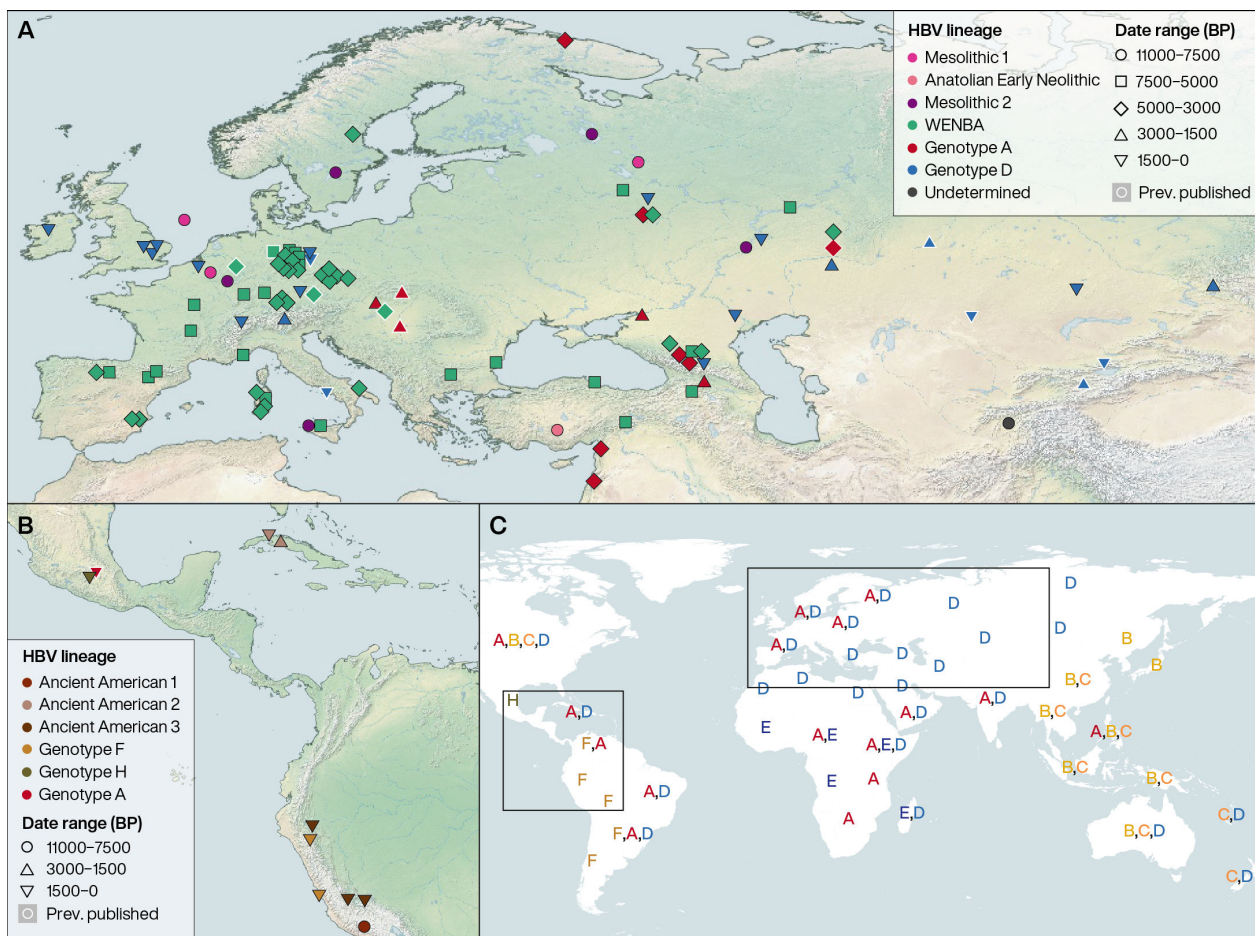 A
HBV lineage
Mesolithic 1
Anatolian Early Neolithic
Mesolithic 2
WENBA
Genotype A
Genotype D
Undetermined
Date range (BP)
11000–7500
7500–5000
5000–3000
3000–1500
1500–0
Prev. published
B
HBV lineage
Ancient American 1
Ancient American 2
Ancient American 3
Genotype F
Genotype H
Genotype A
Date range (BP)
11000–7500
3000–1500
1500–0
Prev. published
C
D
A,D
D
A,D
A,D
D
A,B,C,D
A,D
D
B
D
D
D
B
D
D
B,C
D
D
D
H
A,D
A,D
A,D
B,C
E
A,E
A,B,C
F,A
A,E,D
B,C
F
E
A
B,C
A,D
F
A
E,D
C,D
F,A,D
B,C,D
F
C,D